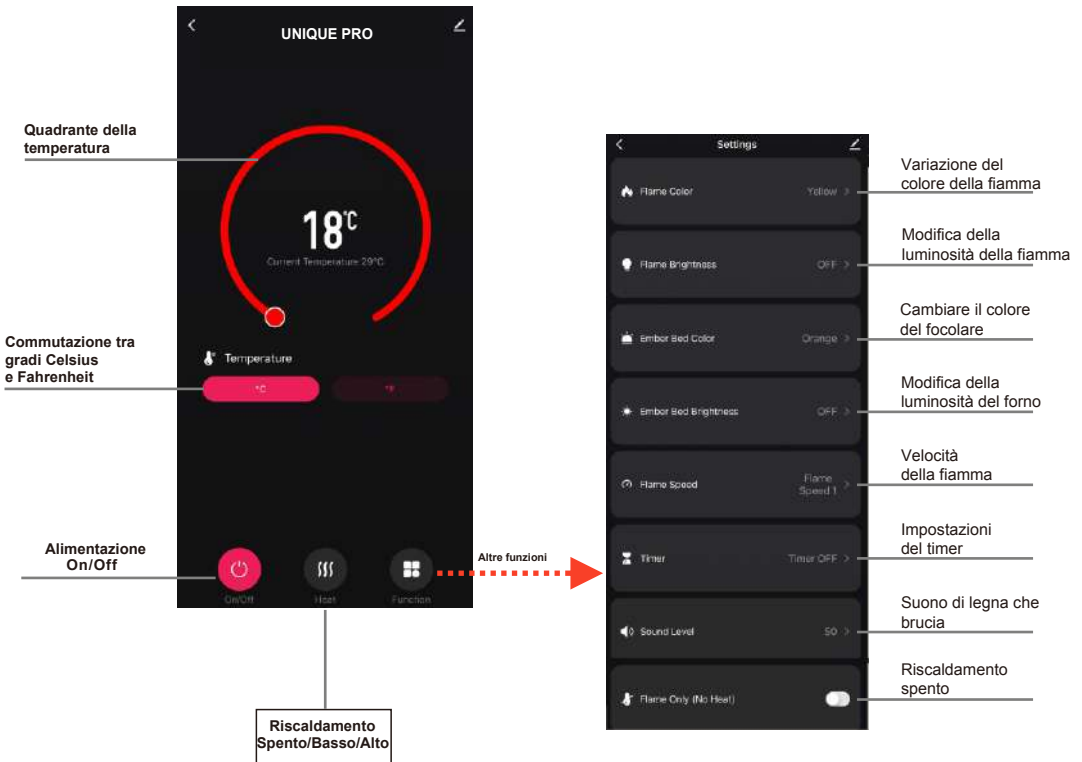 UNIQUE PRO
Quadrante della
temperatura
18°C
Current Temperature 29°C
Commutazione tra
gradi Celsius
e Fahrenheit
Temperature
°C
°F
Alimentazione
On/Off
On/Off
Heat
Function
Altre funzioni
Riscaldamento
Spento/Basso/Alto
Settings
Flame Color
Yellow
Variazione del
colore della fiamma
Flame Brightness
OFF
Modifica della
luminosità della fiamma
Ember Bed Color
Orange
Cambiare il colore
del focolare
Ember Bed Brightness
OFF
Modifica della
luminosità del forno
Flame Speed
Flame
Speed 1
Velocità
della fiamma
Timer
Timer OFF
Impostazioni
del timer
Sound Level
50
Suono di legna che
brucia
Flame Only (No Heat)
Riscaldamento
spento